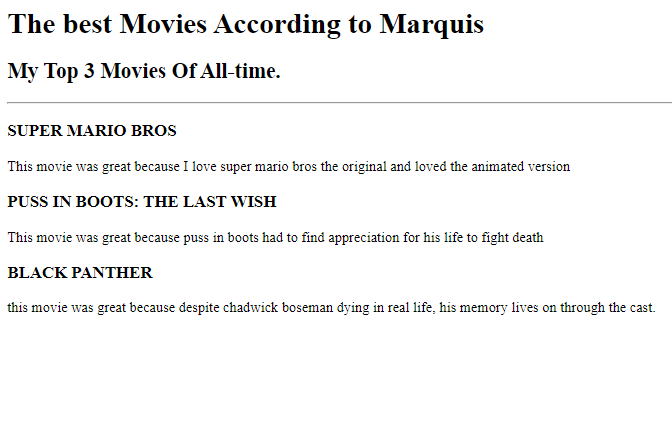 The best Movies According to Marquis
My Top 3 Movies Of All-time.
SUPER MARIO BROS
This movie was great because I love super mario bros the original and loved the animated version
PUSS IN BOOTS: THE LAST WISH
This movie was great because puss in boots had to find appreciation for his life to fight death
BLACK PANTHER
this movie was great because despite chadwick boseman dying in real life, his memory lives on through the cast.